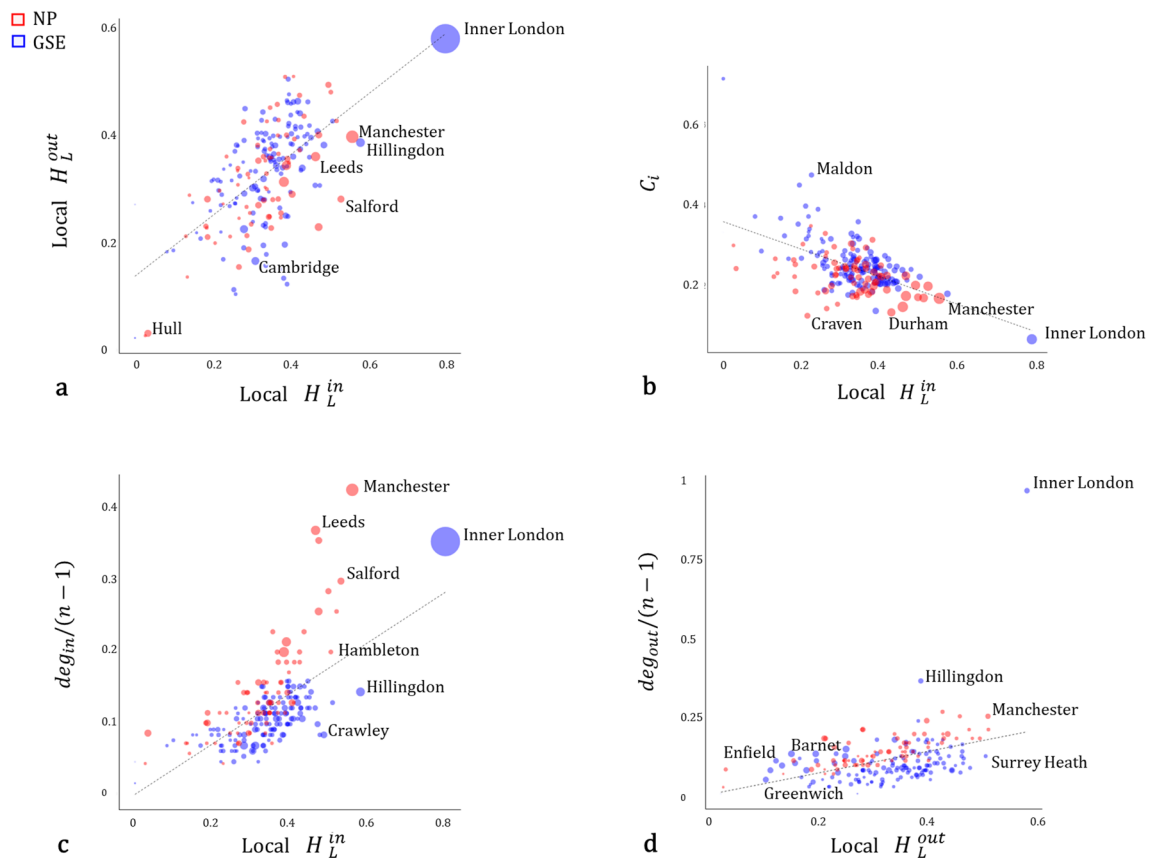 NP
GSE
0.6
0.4
0.2
0
Local H_L^out
Inner London
Manchester
Hillingdon
Leeds
Salford
Cambridge
Hull
0 0.2 0.4 0.6 0.8
a Local H_L^in
0.6
0.4
0.2
C_i
Maldon
Craven Durham Manchester
Inner London
0 0.2 0.4 0.6 0.8
b Local H_L^in
0.4
0.3
0.2
0.1
0
deg_in/(n − 1)
Manchester
Leeds
Inner London
Salford
Hambleton
Hillingdon
Crawley
0 0.2 0.4 0.6 0.8
c Local H_L^in
1
0.75
0.5
0.25
0
deg_out/(n − 1)
Inner London
Hillingdon
Manchester
Enfield Barnet
Surrey Heath
Greenwich
0 0.2 0.4 0.6
d Local H_L^out